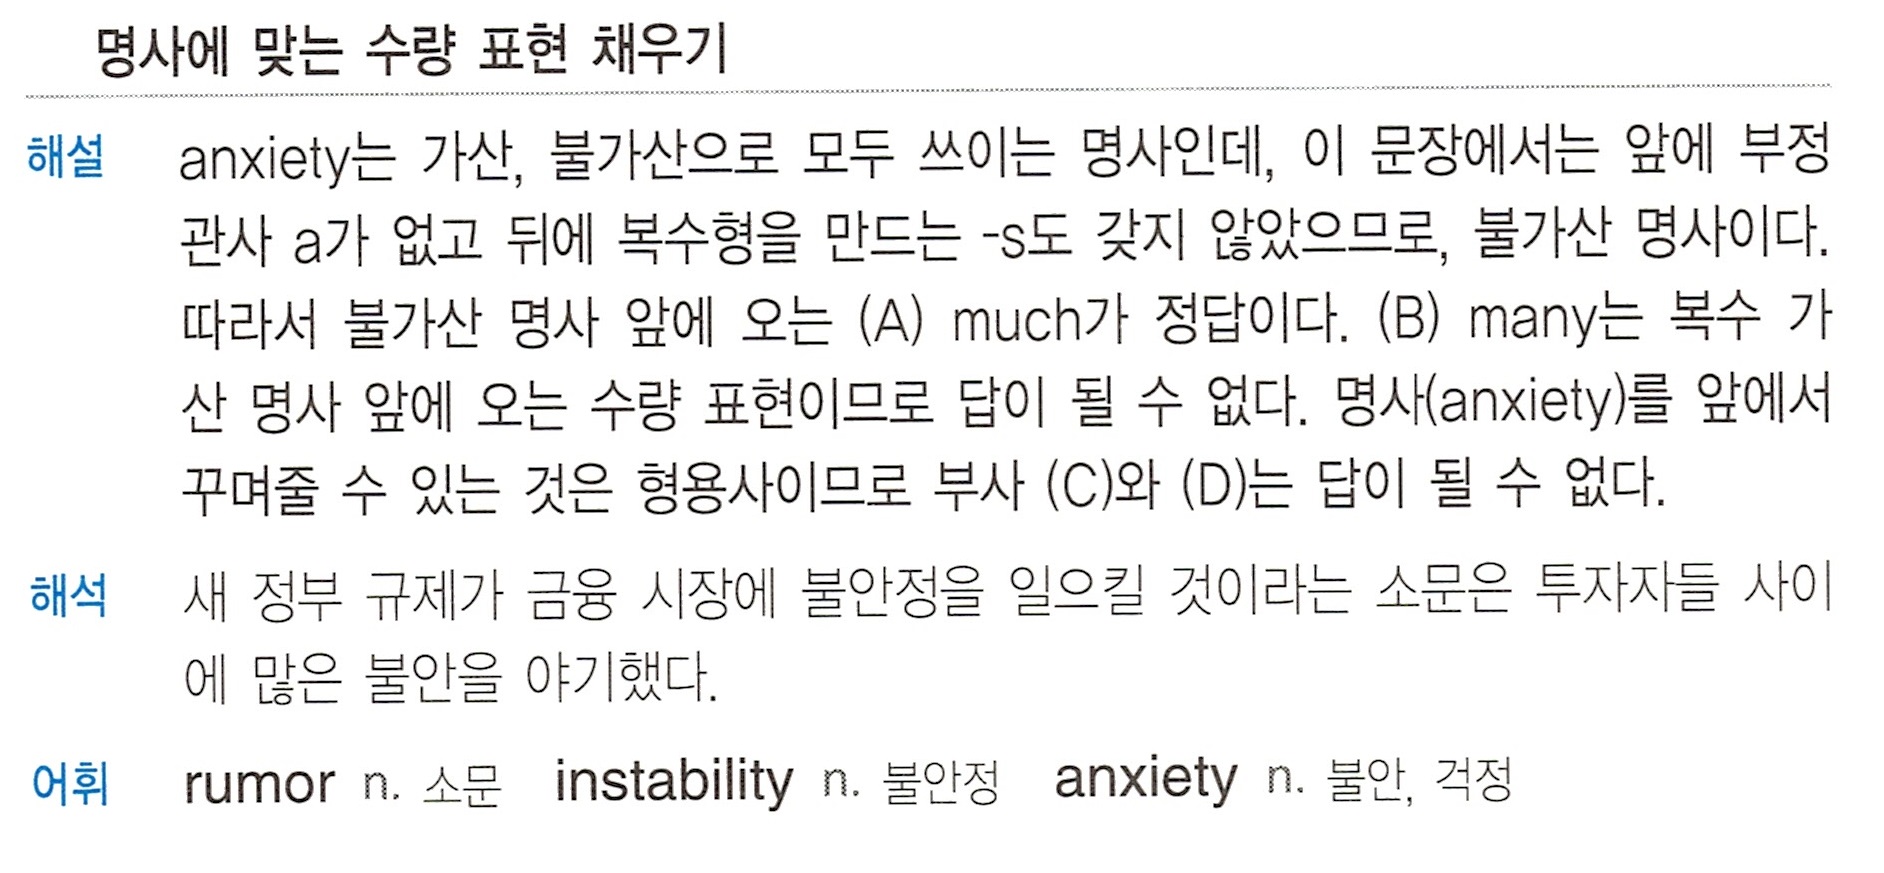 명사에 맞는 수량 표현 채우기
해설 anxiety는 가산, 불가산으로 모두 쓰이는 명사인데, 이 문장에서는 앞에 부정
관사 a가 없고 뒤에 복수형을 만드는 -s도 갖지 않았으므로, 불가산 명사이다.
따라서 불가산 명사 앞에 오는 (A) much가 정답이다. (B) many는 복수 가
산 명사 앞에 오는 수량 표현이므로 답이 될 수 없다. 명사(anxiety)를 앞에서
꾸며줄 수 있는 것은 형용사이므로 부사 (C)와 (D)는 답이 될 수 없다.
해석 새 정부 규제가 금융 시장에 불안정을 일으킬 것이라는 소문은 투자자들 사이
에 많은 불안을 야기했다.
어휘 rumor n. 소문 instability n. 불안정 anxiety n. 불안, 걱정